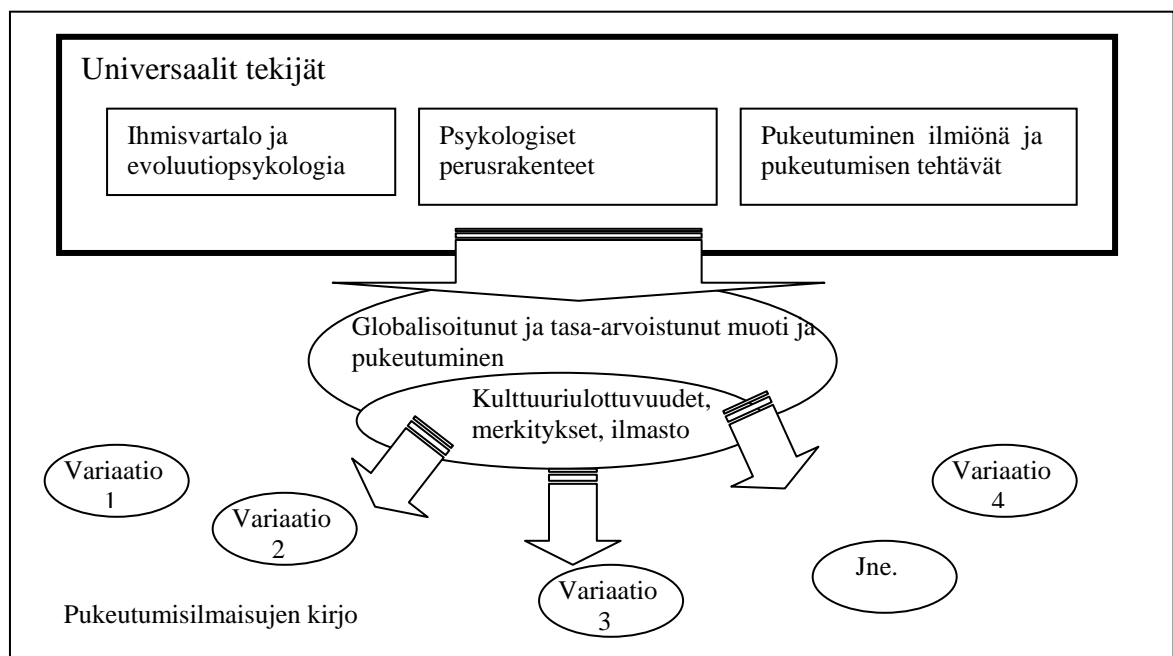 Universaalit tekijät
Ihmisvartalo ja
evoluutiopsykologia
Psykologiset
perusrakenteet
Pukeutuminen ilmiönä ja
pukeutumisen tehtävät
Globalisoitunut ja tasa-arvoistunut muoti ja
pukeutuminen
Kulttuuriulottuvuudet,
merkitykset, ilmasto
Variaatio
1
Variaatio
2
Variaatio
3
Variaatio
4
Jne.
Pukeutumisilmaisujen kirjo